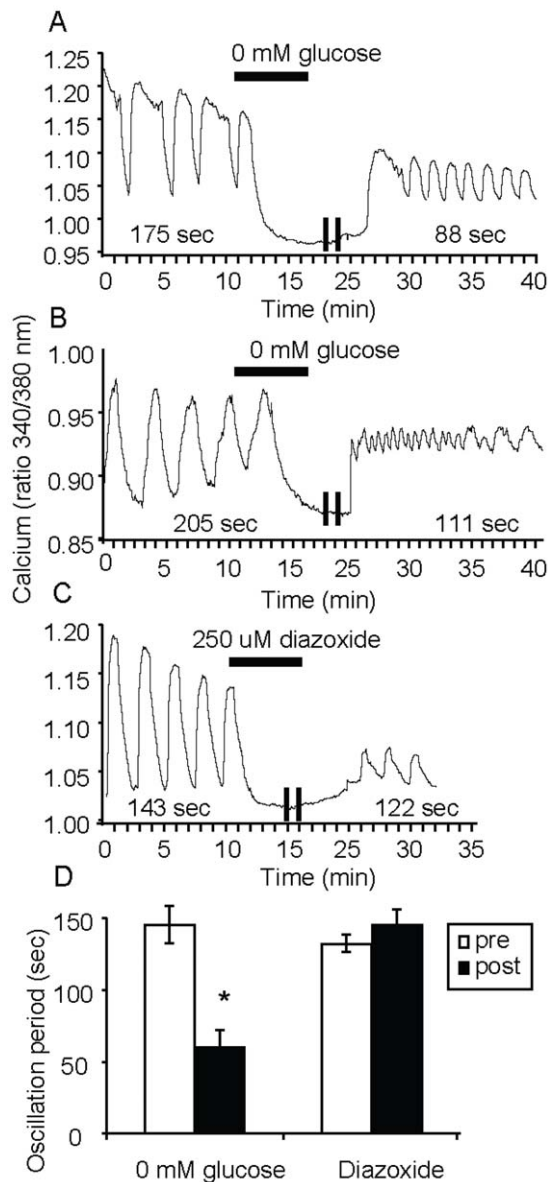 A
0 mM glucose
1.25
1.20
1.15
1.10
1.05
1.00
0.95
175 sec
88 sec
0 5 10 15 20 25 30 35 40
Time (min)
B
0 mM glucose
1.00
0.95
0.90
0.85
205 sec
111 sec
0 5 10 15 20 25 30 35 40
Time (min)
Calcium (ratio 340/380 nm)
C
250 uM diazoxide
1.20
1.15
1.10
1.05
1.00
143 sec
122 sec
0 5 10 15 20 25 30 35
Time (min)
D
150
100
50
0
Oscillation period (sec)
*
pre
post
0 mM glucose Diazoxide